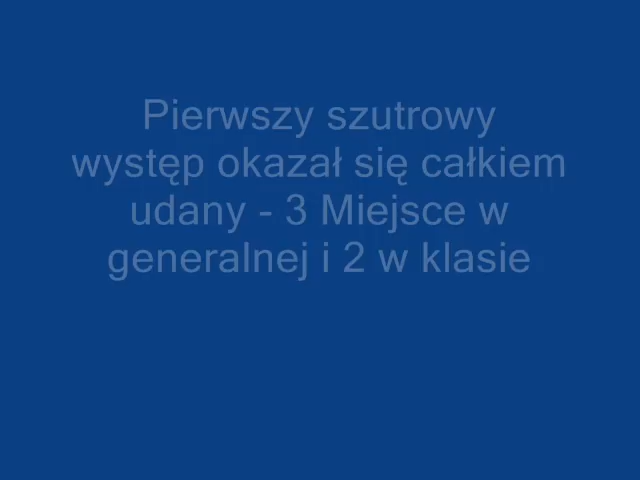 Pierwszy szutrowy
występ okazał się całkiem
udany - 3 Miejsce w
generalnej i 2 w klasie